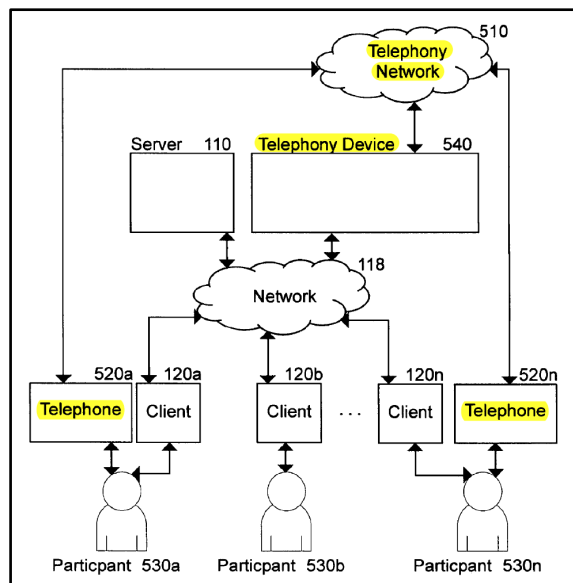 510
Telephony
Network
Server 110 Telephony Device 540
118
Network
520a 120a 120b 120n 520n
Telephone Client Client ... Client Telephone
Particpant 530a Particpant 530b Particpant 530n